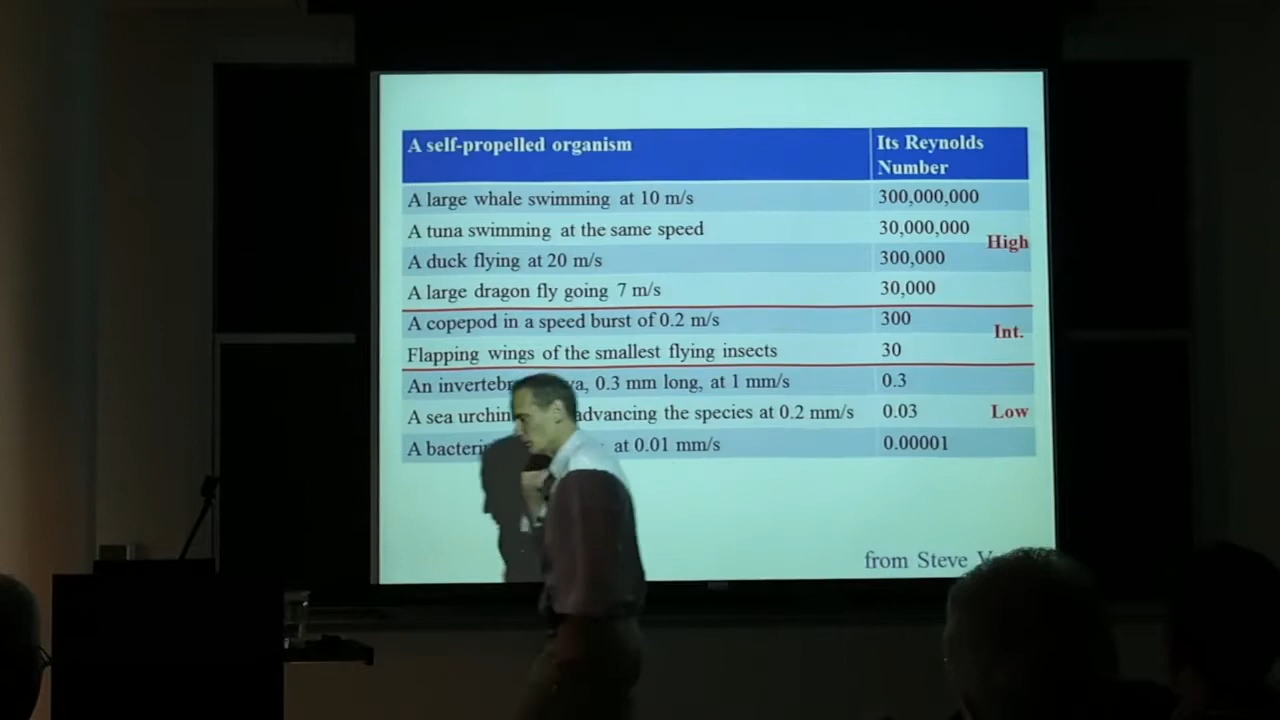 A self-propelled organism
Its Reynolds
Number
A large whale swimming at 10 m/s 300,000,000
A tuna swimming at the same speed 30,000,000
High
A duck flying at 20 m/s 300,000
A large dragon fly going 7 m/s 30,000
A copepod in a speed burst of 0.2 m/s 300
Int.
Flapping wings of the smallest flying insects 30
An 0.3 mm long, at 1 mm/s 0.3
A sea advancing the species at 0.2 mm/s 0.03 Low
A at 0.01 mm/s 0.00001
from Steve